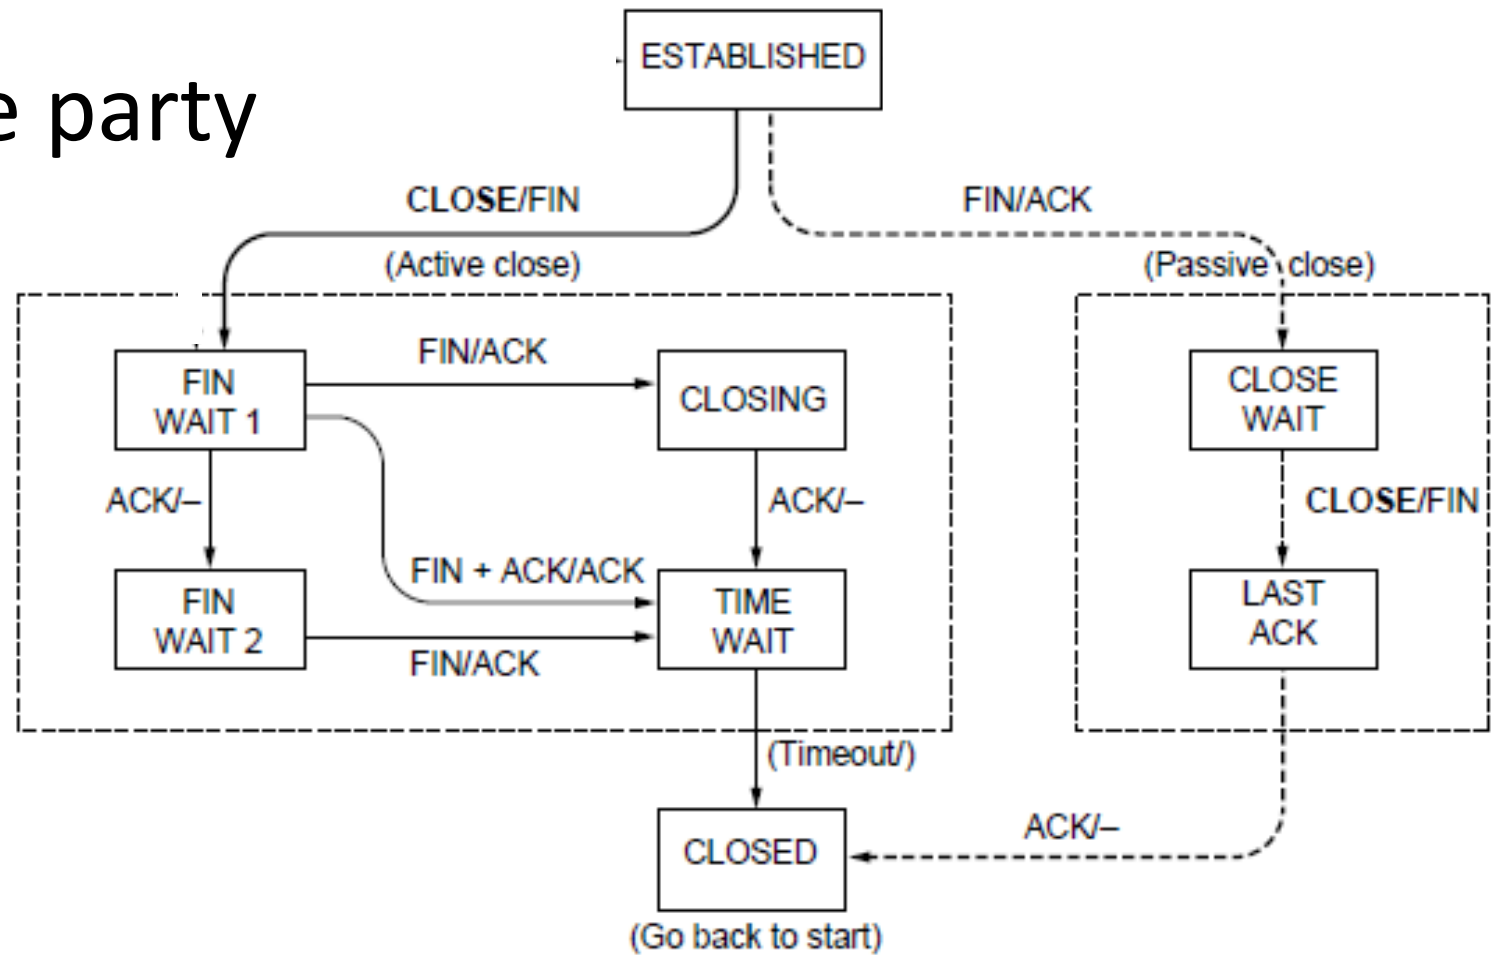 ESTABLISHED
e party
CLOSE/FIN
FIN/ACK
(Active close)
(Passive close)
FIN
WAIT 1
FIN/ACK
CLOSING
CLOSE
WAIT
ACK/–
ACK/–
CLOSE/FIN
FIN + ACK/ACK
FIN
WAIT 2
TIME
WAIT
LAST
ACK
FIN/ACK
(Timeout/)
ACK/–
CLOSED
(Go back to start)